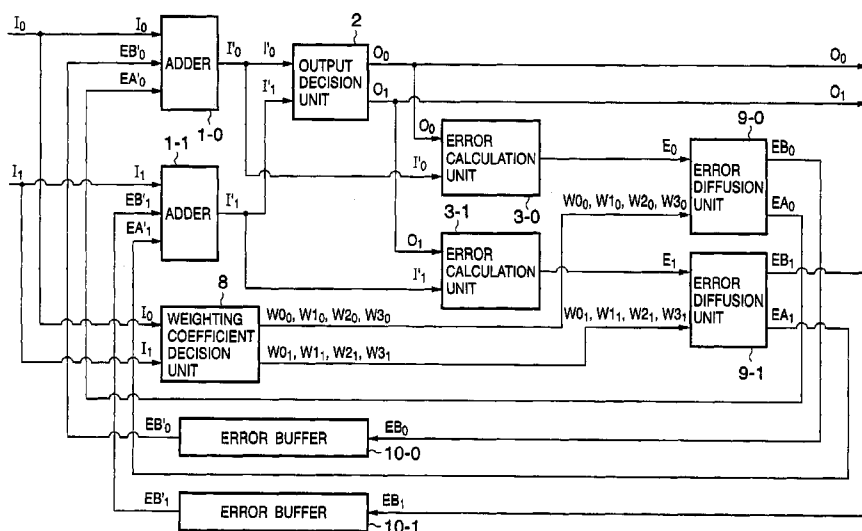 I₀ I₀
EB'₀
EA'₀
ADDER
1-0
I'₀ I'₀
I'₁
2
OUTPUT
DECISION
UNIT
O₀
O₁
O₀
O₁
I₁ I₁
EB'₁
EA'₁
1-1
ADDER
I'₁
O₀
I'₀
ERROR
CALCULATION
UNIT
3-0
E₀
W0₀, W1₀, W2₀, W3₀
9-0
ERROR
DIFFUSION
UNIT
EB₀
EA₀
O₁
I'₁
3-1
ERROR
CALCULATION
UNIT
E₁
W0₁, W1₁, W2₁, W3₁
ERROR
DIFFUSION
UNIT
9-1
EB₁
EA₁
I₀
I₁
8
WEIGHTING
COEFFICIENT
DECISION
UNIT
W0₀, W1₀, W2₀, W3₀
W0₁, W1₁, W2₁, W3₁
EB'₀
ERROR BUFFER
EB₀
10-0
EB'₁
ERROR BUFFER
EB₁
10-1